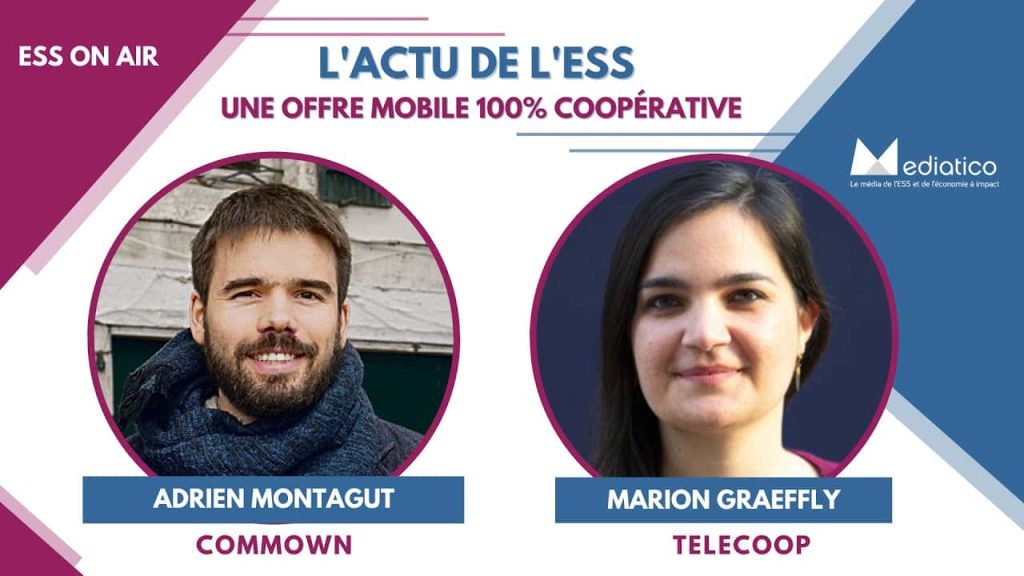 ESS ON AIR
L'ACTU DE L'ESS
UNE OFFRE MOBILE 100% COOPÉRATIVE
Mediatico
Le média de l'ESS et de l'économie à impact
ADRIEN MONTAGUT
MARION GRAEFFLY
COMMOWN
TELECOOP